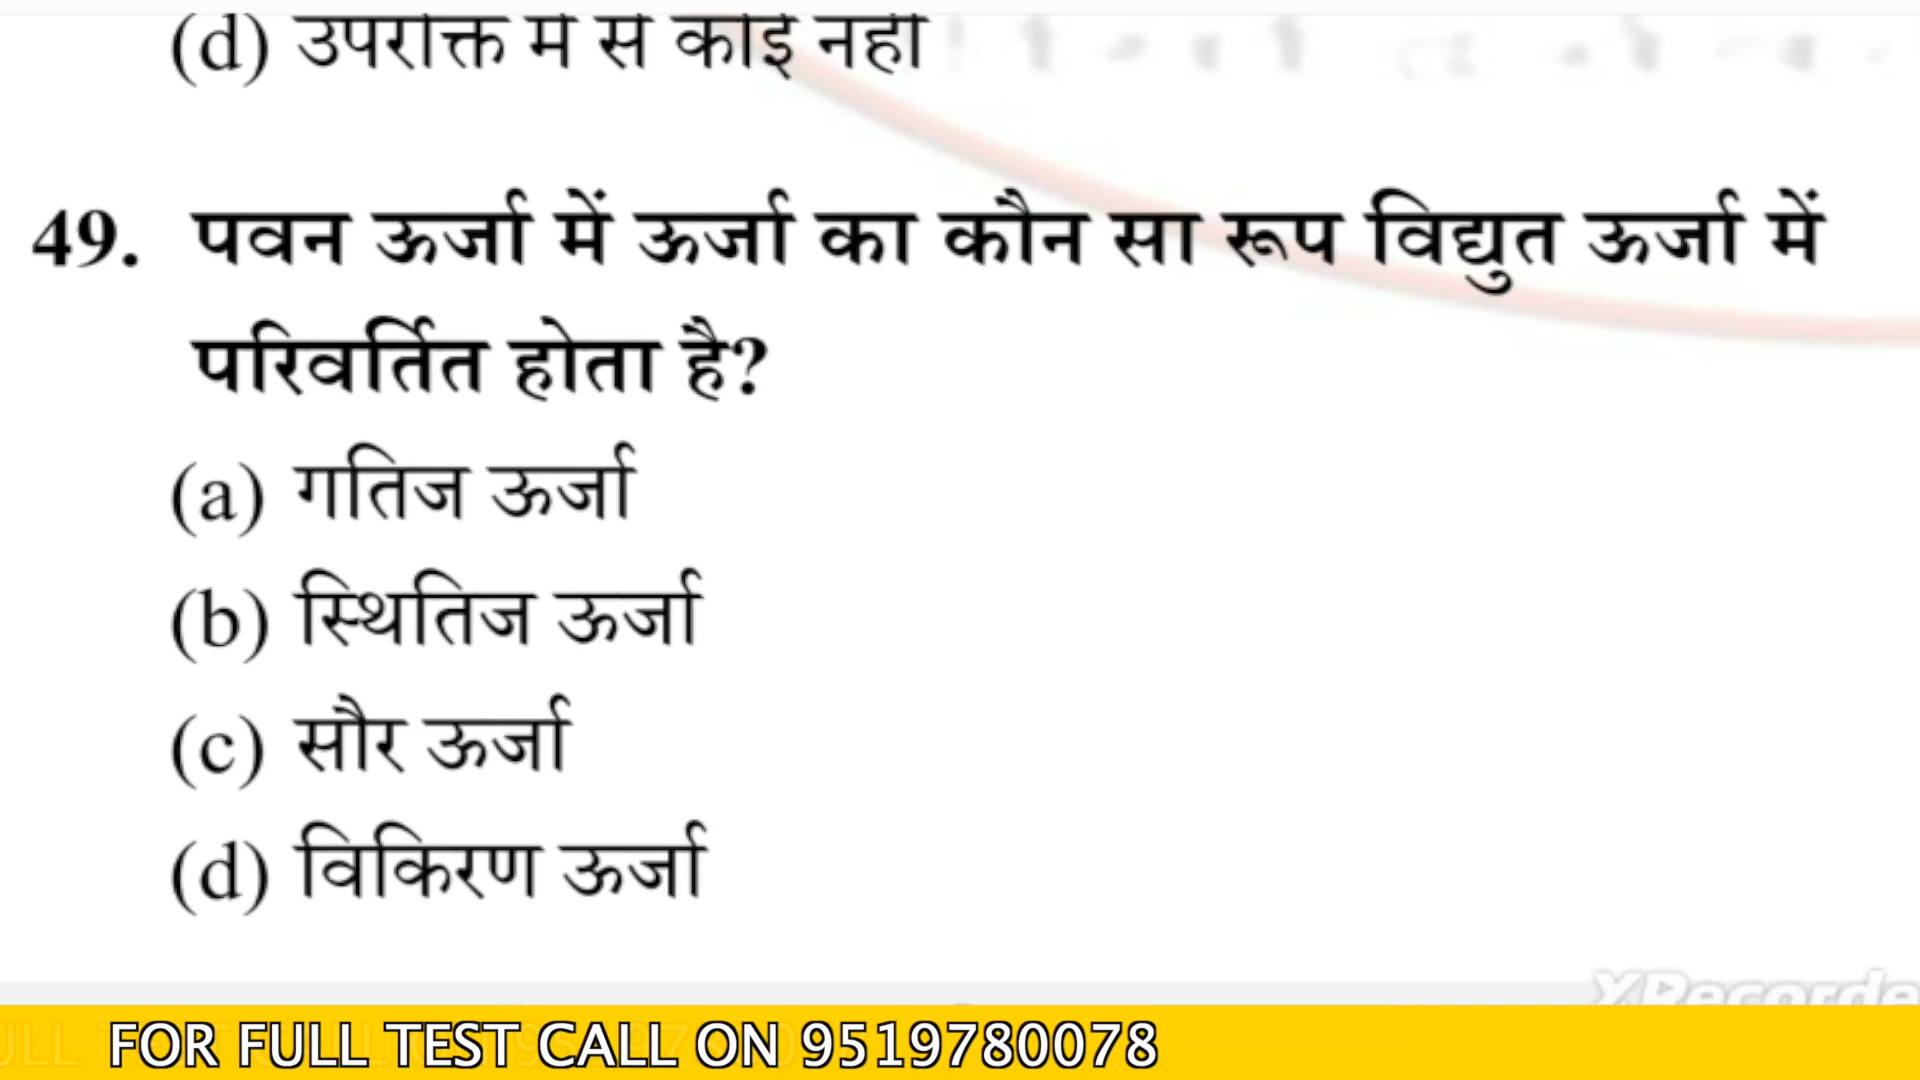 (d) उपरोक्त में से कोई नहीं
49. पवन ऊर्जा में ऊर्जा का कौन सा रूप विद्युत ऊर्जा में
परिवर्तित होता है?
(a) गतिज ऊर्जा
(b) स्थितिज ऊर्जा
(c) सौर ऊर्जा
(d) विकिरण ऊर्जा
FOR FULL TEST CALL ON 9519780078